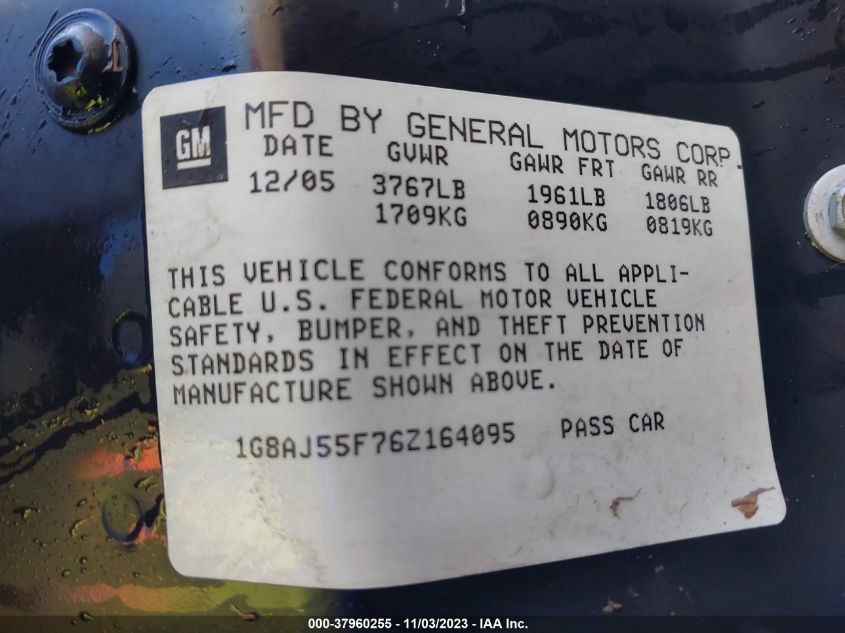 GM
MFD BY GENERAL MOTORS CORP.
DATE GVWR GAWR FRT GAWR RR
12/05 3767LB 1961LB 1806LB
1709KG 0890KG 0819KG
THIS VEHICLE CONFORMS TO ALL APPLI-
CABLE U.S. FEDERAL MOTOR VEHICLE
SAFETY, BUMPER, AND THEFT PREVENTION
STANDARDS IN EFFECT ON THE DATE OF
MANUFACTURE SHOWN ABOVE.
1G8AJ55F76Z164095 PASS CAR
000-37960255 - 11/03/2023 - IAA Inc.